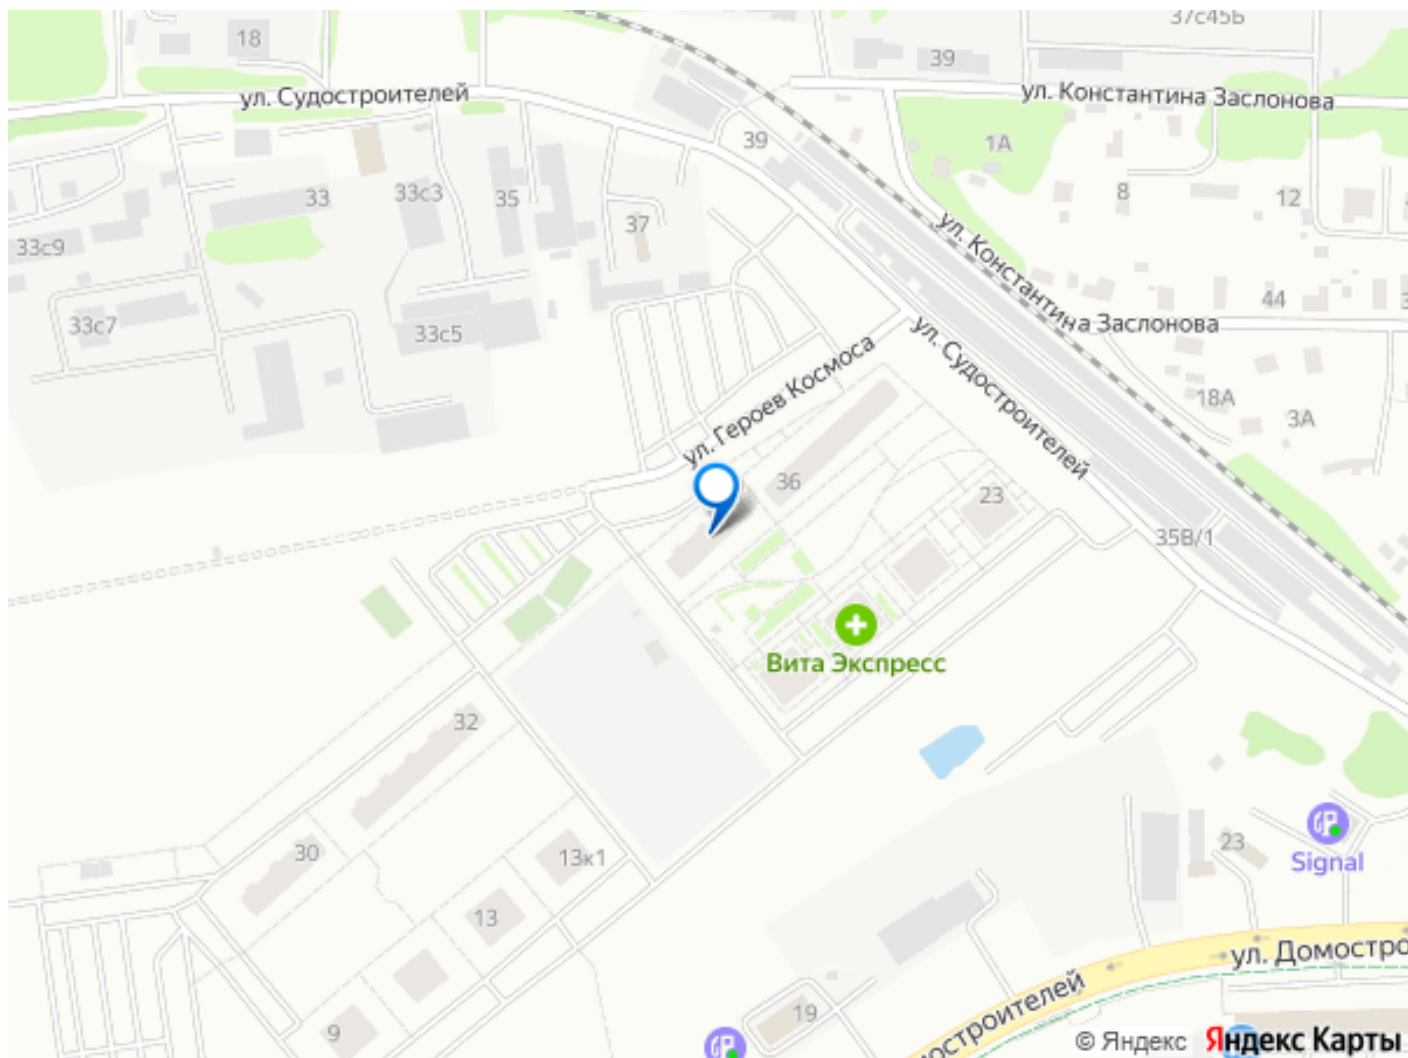 37с45Б
18
39
ул. Судостроителей
ул. Константина Заслонова
39
1А
33
33с3
35
8
12
37
33с9
ул. Константина Заслонова
44
33с7
33с5
ул. Судостроителей
ул. Героев Космоса
18А
3А
36
23
35В/1
Вита Экспресс
32
30
13к1
23
Signal
13
ул. Домостро
9
19
мостроителей
© Яндекс
Яндекс Карты